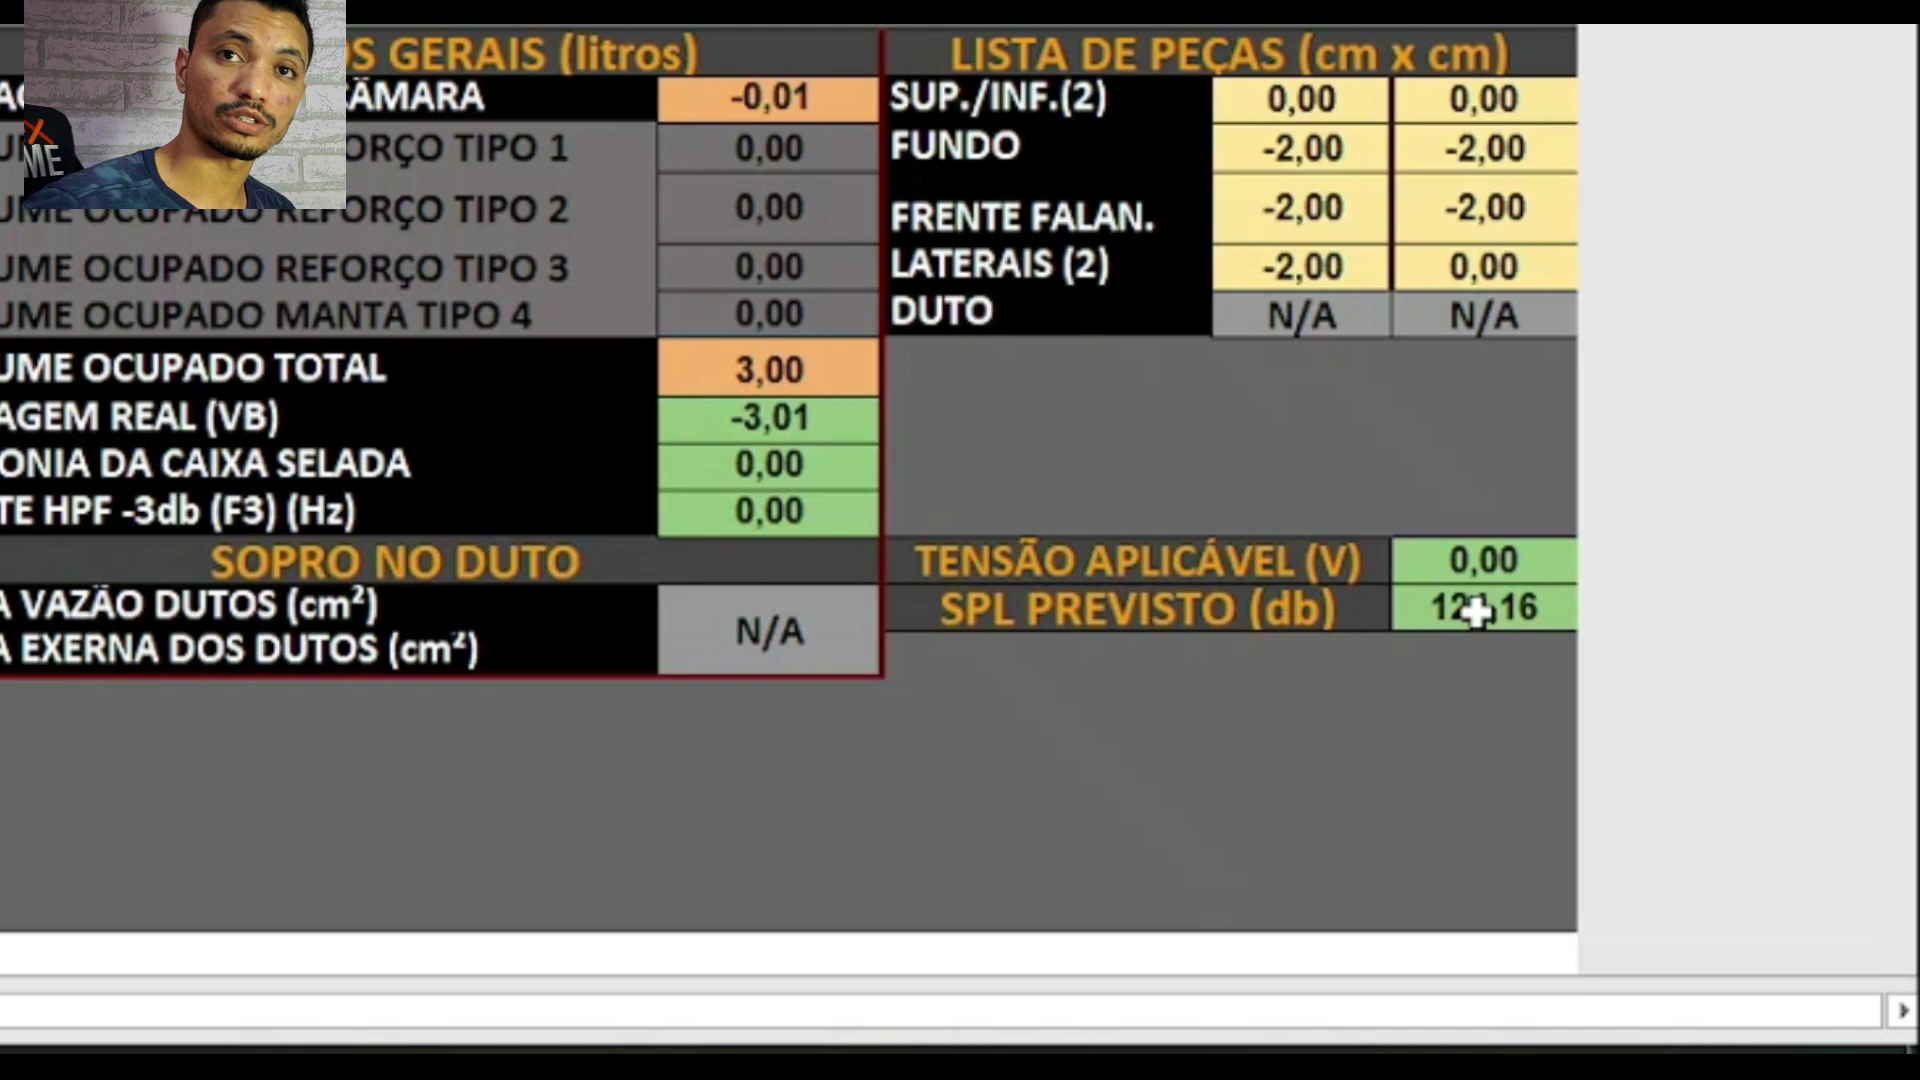 S GERAIS (litros)
ÂMARA -0,01
ORÇO TIPO 1 0,00
UME OCUPADO REFORÇO TIPO 2 0,00
UME OCUPADO REFORÇO TIPO 3 0,00
UME OCUPADO MANTA TIPO 4 0,00
UME OCUPADO TOTAL 3,00
AGEM REAL (VB) -3,01
ONIA DA CAIXA SELADA 0,00
TE HPF -3db (F3) (Hz) 0,00
SOPRO NO DUTO
A VAZÃO DUTOS (cm²)
A EXERNA DOS DUTOS (cm²)
N/A
LISTA DE PEÇAS (cm x cm)
SUP./INF.(2) 0,00 0,00
FUNDO -2,00 -2,00
FRENTE FALAN. -2,00 -2,00
LATERAIS (2) -2,00 0,00
DUTO N/A N/A
TENSÃO APLICÁVEL (V) 0,00
SPL PREVISTO (db)
ME